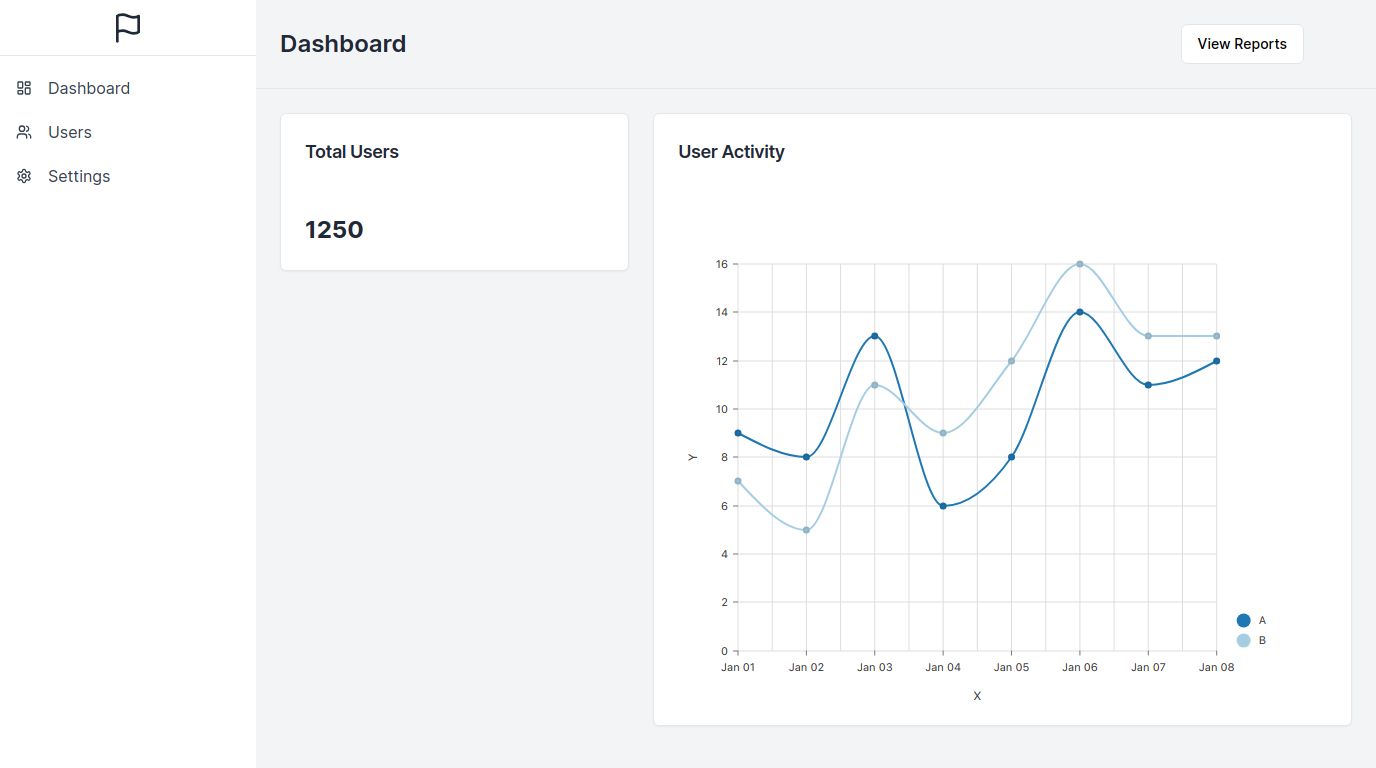 Dashboard
View Reports
Dashboard
Users
Settings
Total Users
1250
User Activity
16
14
12
10
8
6
4
2
0
Y
Jan 01 Jan 02 Jan 03 Jan 04 Jan 05 Jan 06 Jan 07 Jan 08
X
A
B